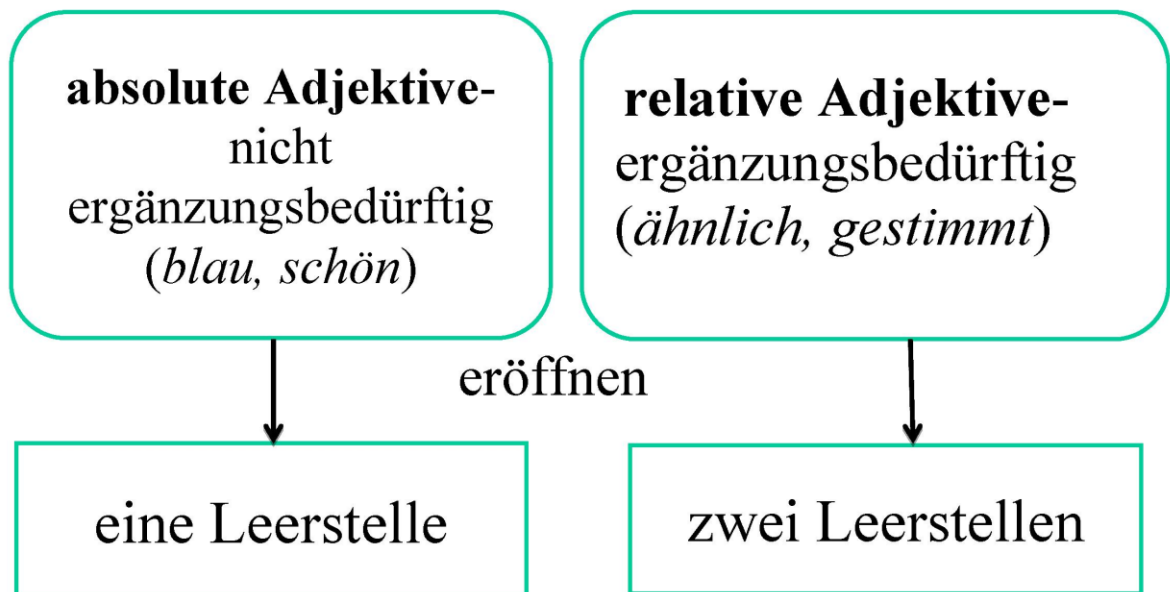 absolute Adjektive-
nicht
ergänzungsbedürftig
(blau, schön)
relative Adjektive-
ergänzungsbedürftig
(ähnlich, gestimmt)
eröffnen
eine Leerstelle
zwei Leerstellen